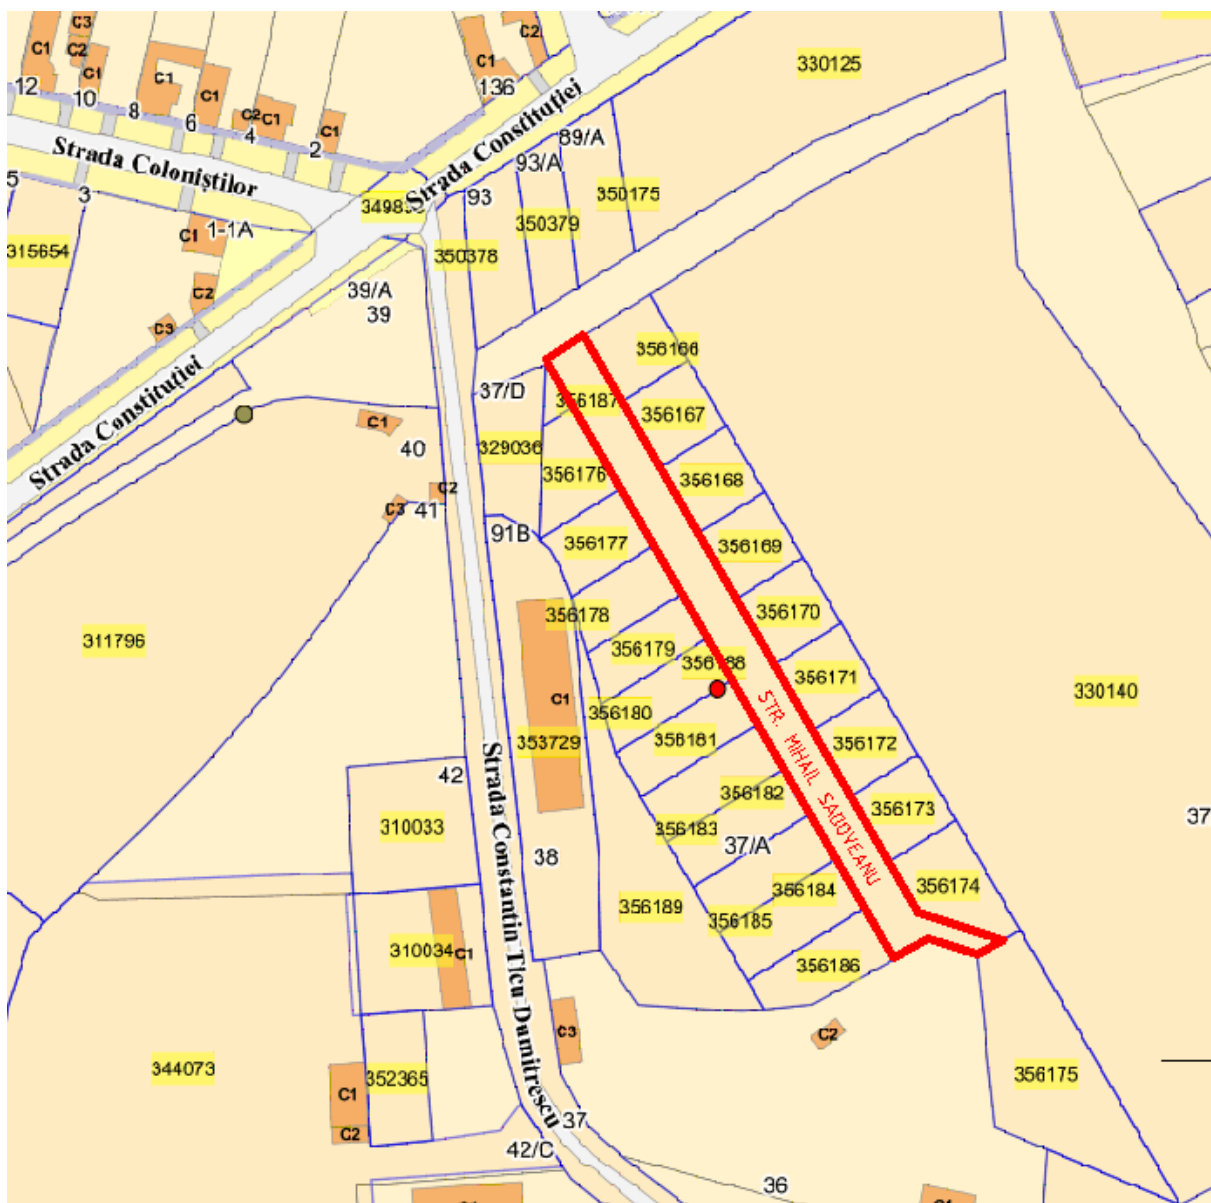 C3
C1
C2
C1
12
10
C1
8
C1
6
C2
C1
4
C1
2
C2
C1
136
330125
Strada Constituției
Strada Coloniștilor
5
3
1-1A
C1
C2
C3
315654
93
93/A
89/A
350175
350379
350378
39/A
39
Strada Constituției
37/D
356166
356187
356167
C1
40
329036
356176
356168
C2
C3
41
91B
356177
356169
356178
356170
356179
356188
356171
311796
330140
C1
356180
356181
356172
353729
STR. MIHAIL SADOVEANU
Strada Constantin Țicu Dumitrescu
42
310033
356182
356173
356183
37/A
37
38
356184
356174
356189
356185
310034
C1
356186
C3
C2
344073
352365
356175
C1
C2
37
42/C
36